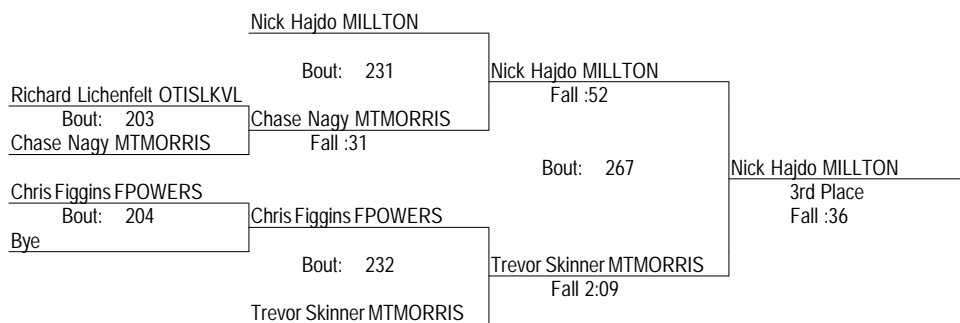 Nick Hajdo MILLTON
Bout: 231
Nick Hajdo MILLTON
Fall :52
Richard Lichenfelt OTISLKVL
Bout: 203
Chase Nagy MTMORRIS
Chase Nagy MTMORRIS
Fall :31
Bout: 267
Nick Hajdo MILLTON
3rd Place
Fall :36
Chris Figgins FPOWERS
Bout: 204
Bye
Chris Figgins FPOWERS
Bout: 232
Trevor Skinner MTMORRIS
Fall 2:09
Trevor Skinner MTMORRIS